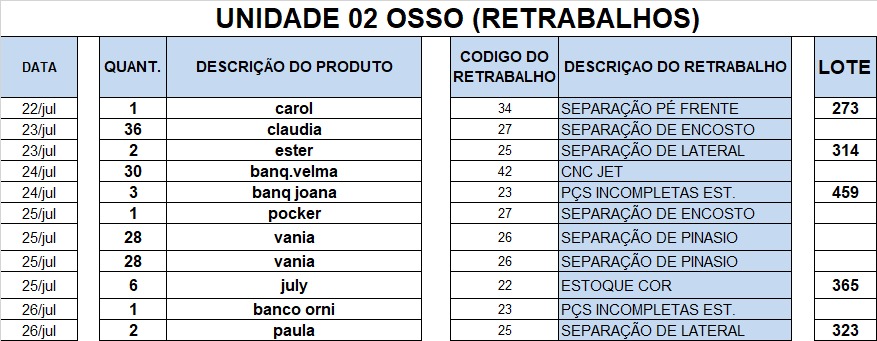 UNIDADE 02 OSSO (RETRABALHOS)
DATA QUANT. DESCRIÇÃO DO PRODUTO CODIGO DO RETRABALHO DESCRIÇAO DO RETRABALHO LOTE
22/jul 1 carol 34 SEPARAÇÃO PÉ FRENTE 273
23/jul 36 claudia 27 SEPARAÇÃO DE ENCOSTO
23/jul 2 ester 25 SEPARAÇÃO DE LATERAL 314
24/jul 30 banq.velma 42 CNC JET
24/jul 3 banq joana 23 PÇS INCOMPLETAS EST. 459
25/jul 1 pocker 27 SEPARAÇÃO DE ENCOSTO
25/jul 28 vania 26 SEPARAÇÃO DE PINASIO
25/jul 28 vania 26 SEPARAÇÃO DE PINASIO
25/jul 6 july 22 ESTOQUE COR 365
26/jul 1 banco orni 23 PÇS INCOMPLETAS EST.
26/jul 2 paula 25 SEPARAÇÃO DE LATERAL 323